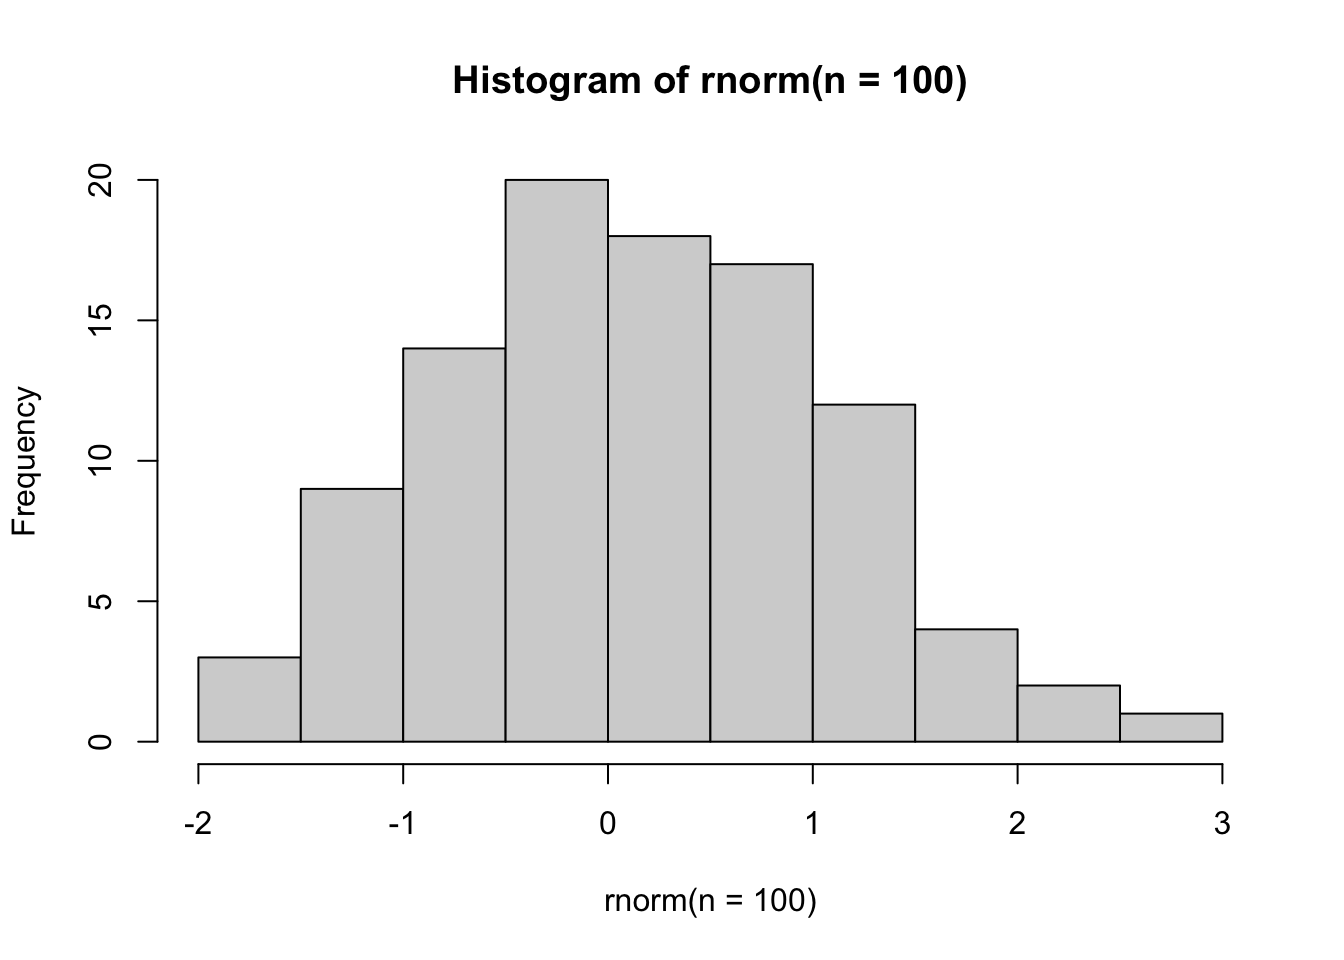 Histogram of rnorm(n = 100)
Frequency
20
15
10
5
0
-2 -1 0 1 2 3
rnorm(n = 100)